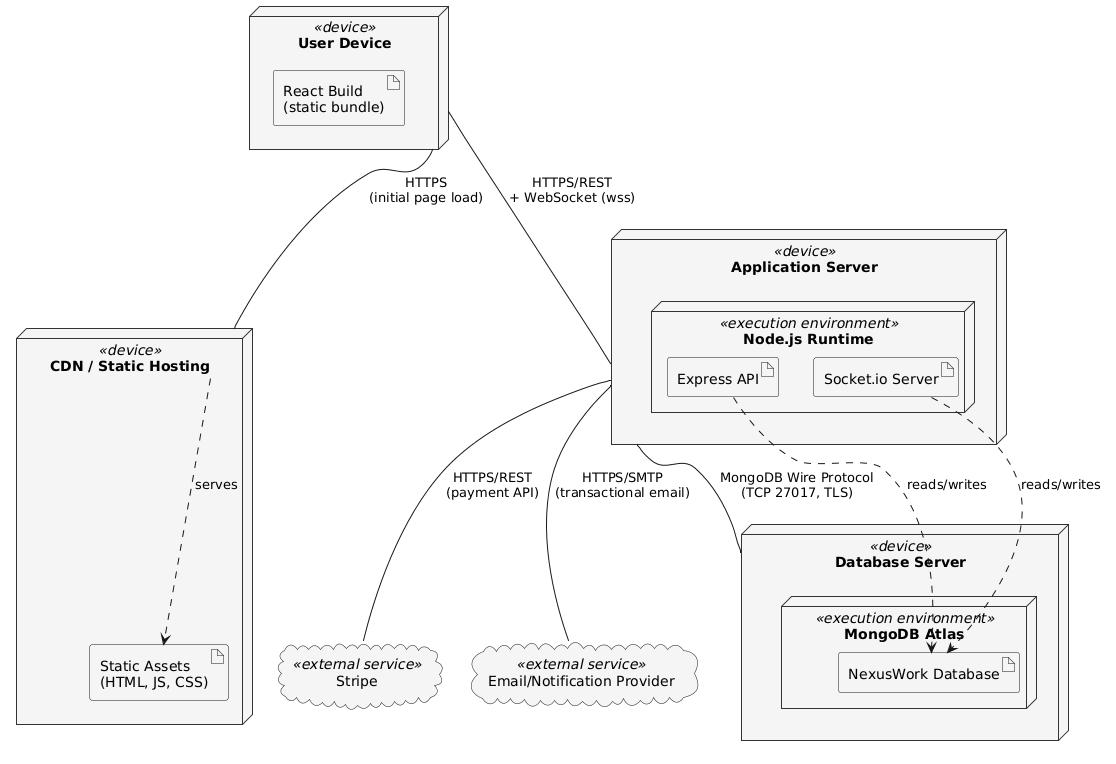 «device»
User Device
React Build
(static bundle)
HTTPS
(initial page load)
HTTPS/REST
+ WebSocket (wss)
«device»
Application Server
«execution environment»
Node.js Runtime
Express API
Socket.io Server
«device»
CDN / Static Hosting
serves
HTTPS/REST
(payment API)
HTTPS/SMTP
(transactional email)
MongoDB Wire Protocol
(TCP 27017, TLS)
reads/writes
reads/writes
«device»
Database Server
«execution environment»
MongoDB Atlas
NexusWork Database
Static Assets
(HTML, JS, CSS)
«external service»
Stripe
«external service»
Email/Notification Provider